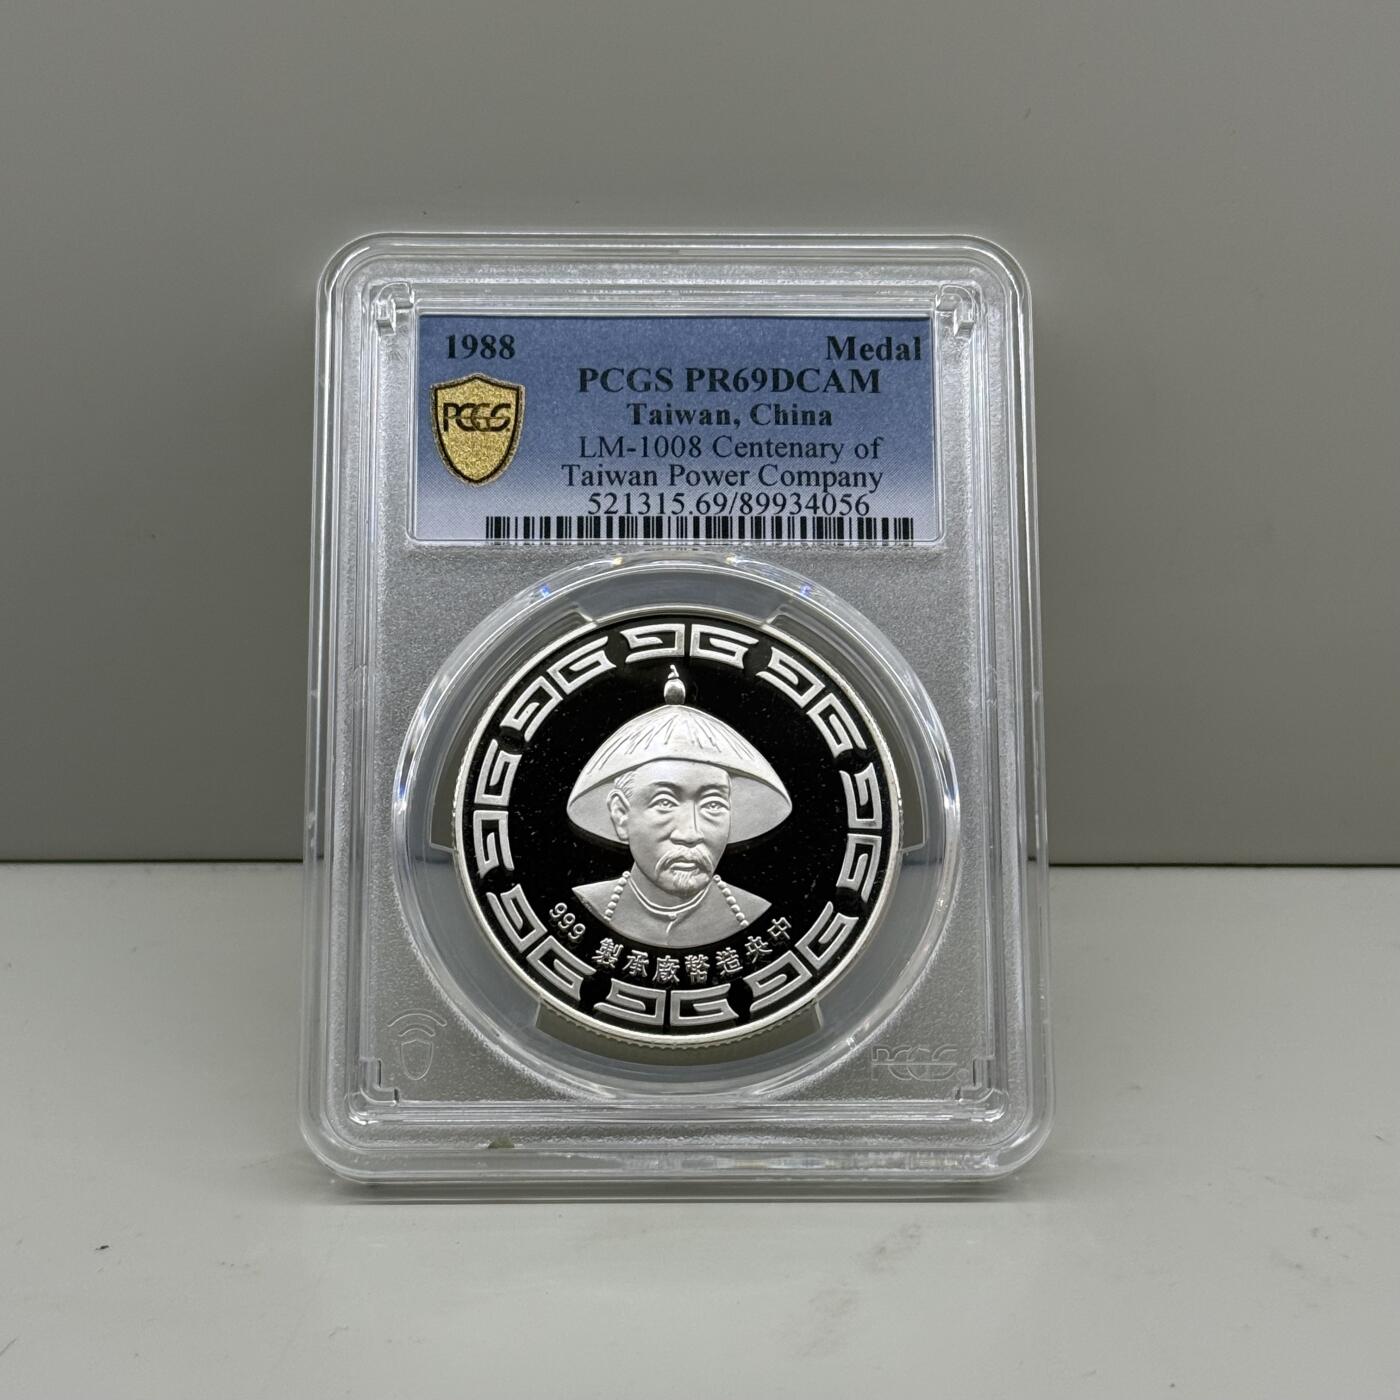 1988 Medal
PCGS PR69DCAM
PCGS
Taiwan, China
LM-1008 Centenary of
Taiwan Power Company
521315.69/89934056
999 製承廠幣造央中
PCGS